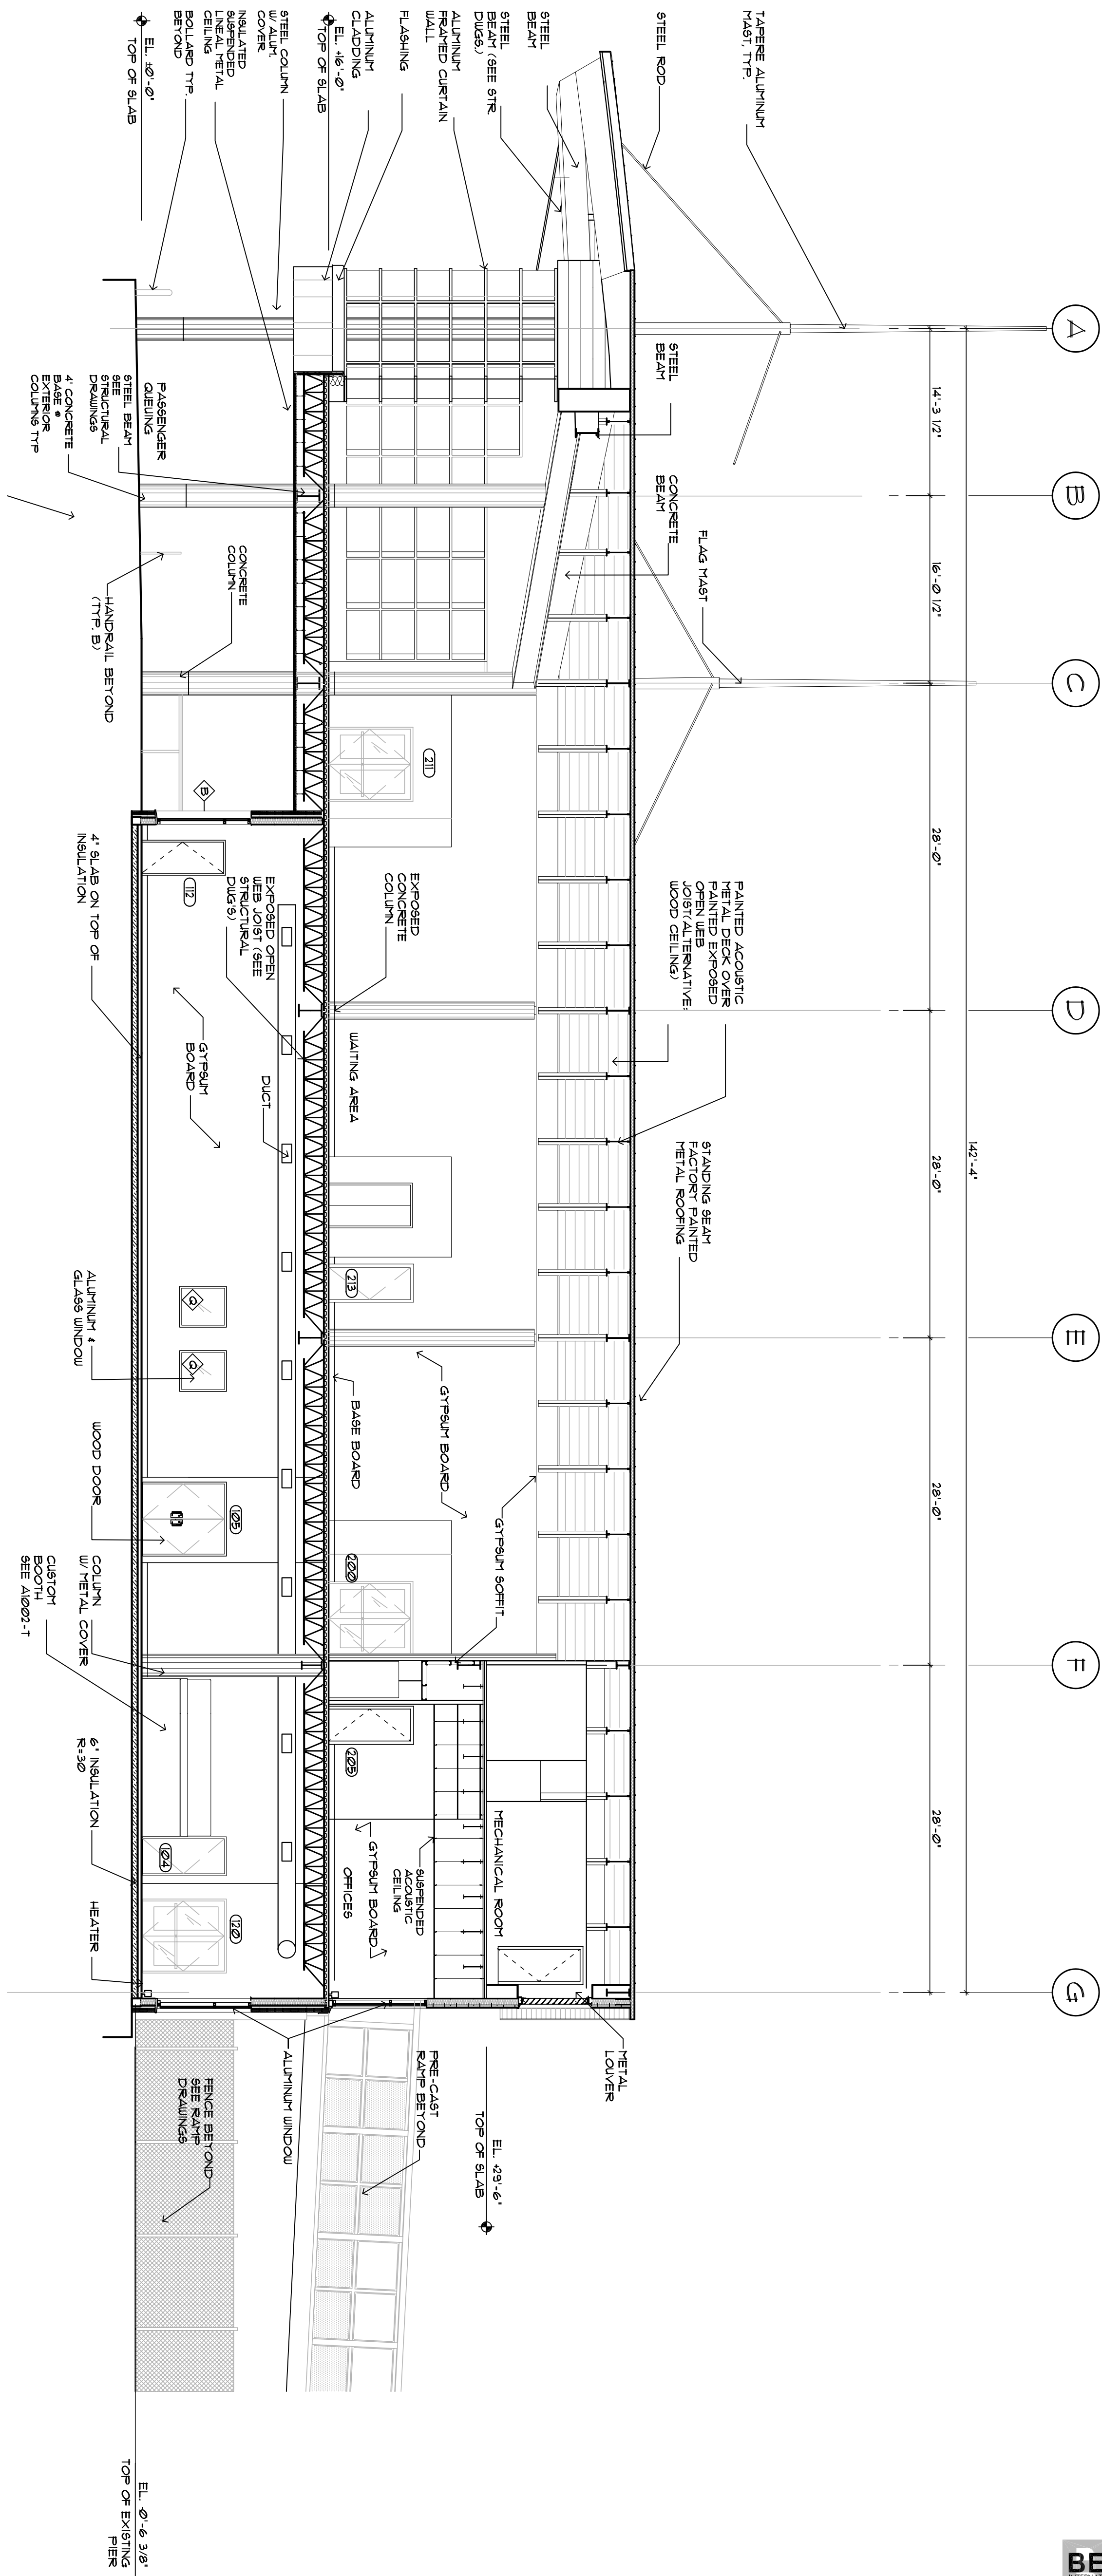 A
B
C
D
E
F
G
142'-4"
14'-3 1/2"
16'-0 1/2"
28'-0"
28'-0"
28'-0"
28'-0"
TAPERE ALUMINUM
MAST, TYP.
STEEL ROD
STEEL
BEAM
STEEL
BEAM (SEE STR.
DWGS.)
ALUMINUM
FRAMED CURTAIN
WALL
FLASHING
ALUMINUM
CLADDING
EL. +16'-0"
TOP OF SLAB
STEEL COLUMN
W/ ALUM.
COVER
INSULATED
SUSPENDED
LINEAL METAL
CEILING
BOLLARD TYP.
BEYOND
EL. ±0'-0"
TOP OF SLAB
STEEL
BEAM
CONCRETE
BEAM
FLAG MAST
PAINTED ACOUSTIC
METAL DECK OVER
PAINTED EXPOSED
OPEN WEB
JOIST(ALTERNATIVE:
WOOD CEILING)
STANDING SEAM
FACTORY PAINTED
METAL ROOFING
211
EXPOSED
CONCRETE
COLUMN
WAITING AREA
213
BASE BOARD
GYPSUM BOARD
GYPSUM SOFFIT
200
205
MECHANICAL ROOM
SUSPENDED
ACOUSTIC
CEILING
GYPSUM BOARD
OFFICES
METAL
LOUVER
EL. +29'-6"
TOP OF SLAB
PRE-CAST
RAMP BEYOND
ALUMINUM WINDOW
FENCE BEYOND
SEE RAMP
DRAWINGS
PASSENGER
QUEUING
STEEL BEAM
SEE
STRUCTURAL
DRAWINGS
4' CONCRETE
BASE @
EXTERIOR
COLUMNS TYP
CONCRETE
COLUMN
HANDRAIL BEYOND
(TYP. B)
B
112
EXPOSED OPEN
WEB JOIST (SEE
STRUCTURAL
DWG'S)
DUCT
GYPSUM
BOARD
4" SLAB ON TOP OF
INSULATION
Q
Q
ALUMINUM &
GLASS WINDOW
WOOD DOOR
105
COLUMN
W/ METAL COVER
CUSTOM
BOOTH
SEE A1002-T
104
120
6" INSULATION
R=30
HEATER
EL. -0'-6 3/8"
TOP OF EXISTING
PIER
BE